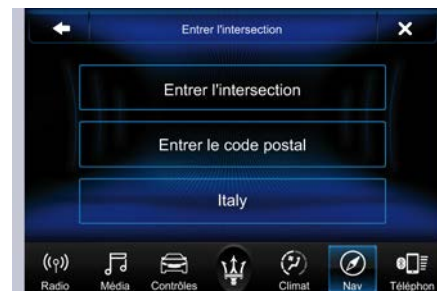 Entrer l'intersection
Entrer l'intersection
Entrer le code postal
Italy
Radio Média Contrôles Climat Nav Téléphon